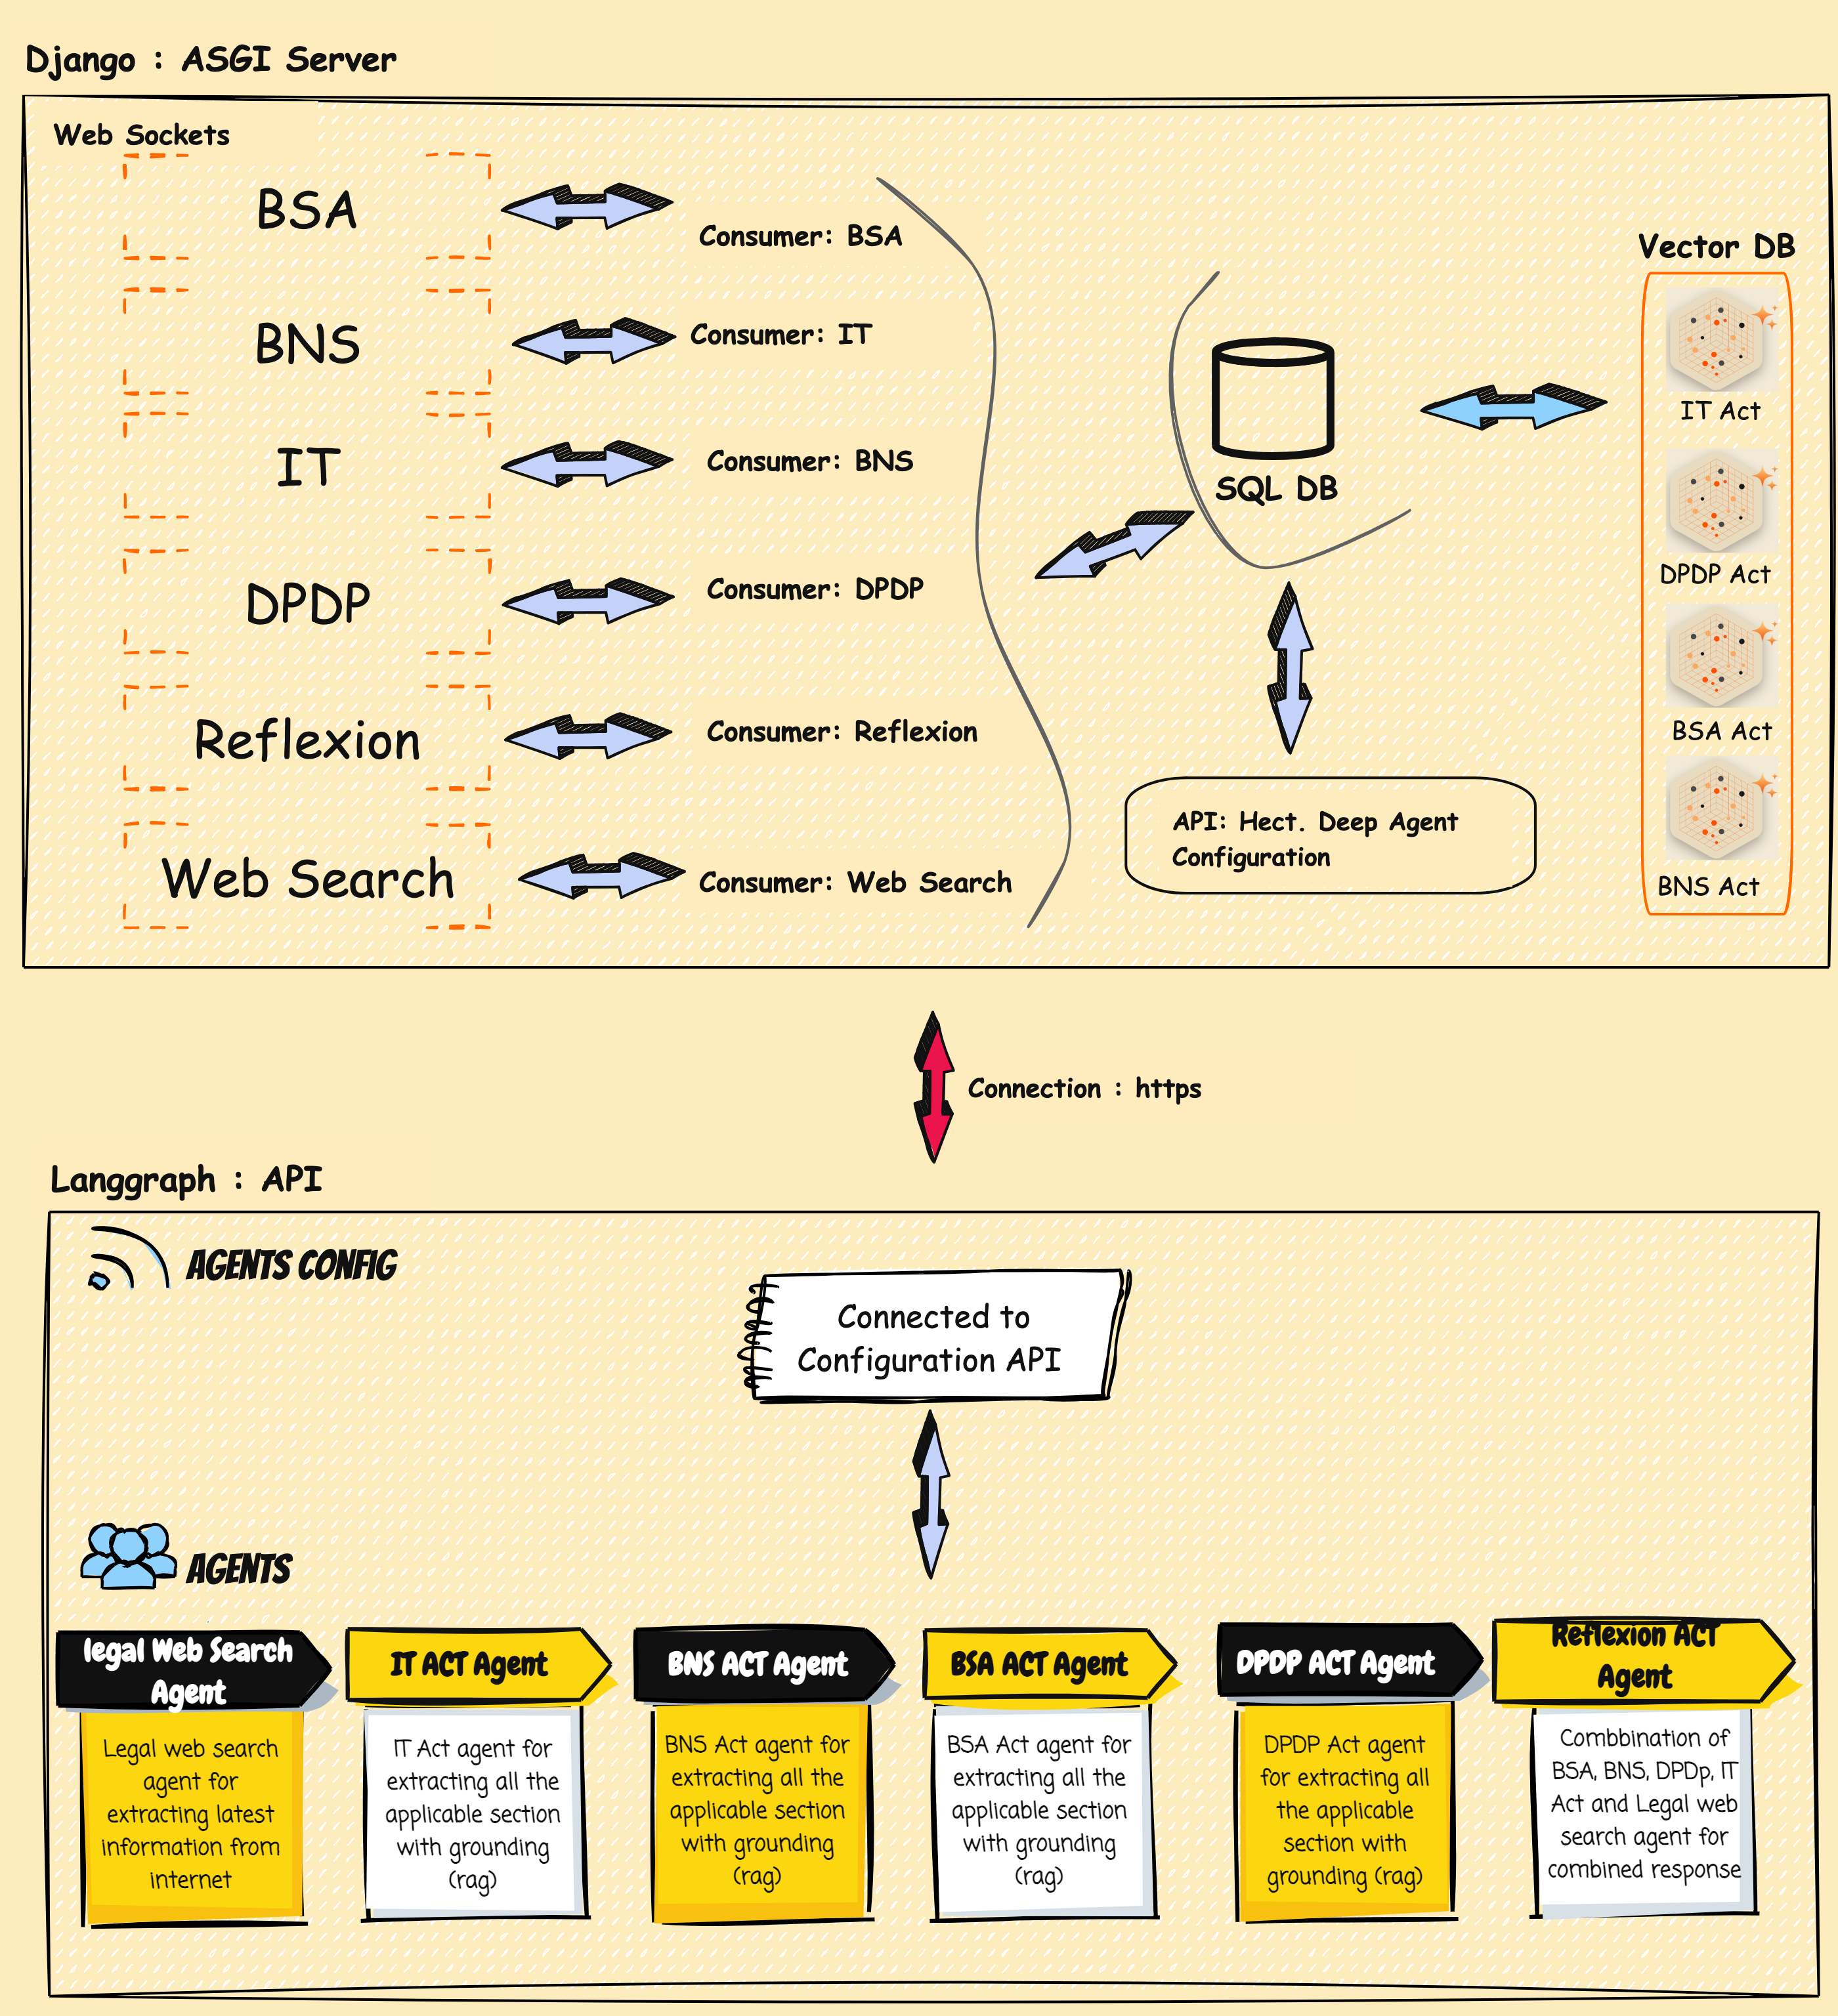 Django : ASGI Server
Web Sockets
BSA
Consumer: BSA
BNS
Consumer: IT
IT
Consumer: BNS
DPDP
Consumer: DPDP
Reflexion
Consumer: Reflexion
Web Search
Consumer: Web Search
SQL DB
API: Hect. Deep Agent
Configuration
Vector DB
IT Act
DPDP Act
BSA Act
BNS Act
Connection : https
Langgraph : API
AGENTS CONFIG
Connected to
Configuration API
AGENTS
legal Web Search
Agent
Legal web search
agent for
extracting latest
information from
internet
IT ACT Agent
IT Act agent for
extracting all the
applicable section
with grounding
(rag)
BNS ACT Agent
BNS Act agent for
extracting all the
applicable section
with grounding
(rag)
BSA ACT Agent
BSA Act agent for
extracting all the
applicable section
with grounding
(rag)
DPDP ACT Agent
DPDP Act agent
for extracting all
the applicable
section with
grounding (rag)
Reflexion ACT
Agent
Combbination of
BSA, BNS, DPDp, IT
Act and Legal web
search agent for
combined response